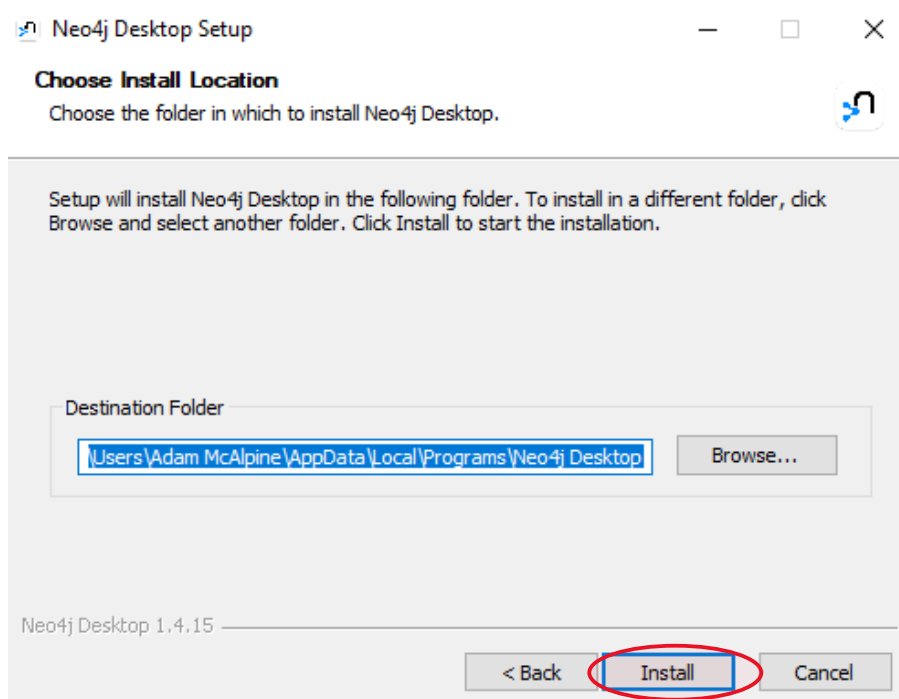 Neo4j Desktop Setup
Choose Install Location
Choose the folder in which to install Neo4j Desktop.
Setup will install Neo4j Desktop in the following folder. To install in a different folder, click
Browse and select another folder. Click Install to start the installation.
Destination Folder
\Users\Adam McAlpine\AppData\Local\Programs\Neo4j Desktop
Browse...
Neo4j Desktop 1.4.15
< Back
Install
Cancel